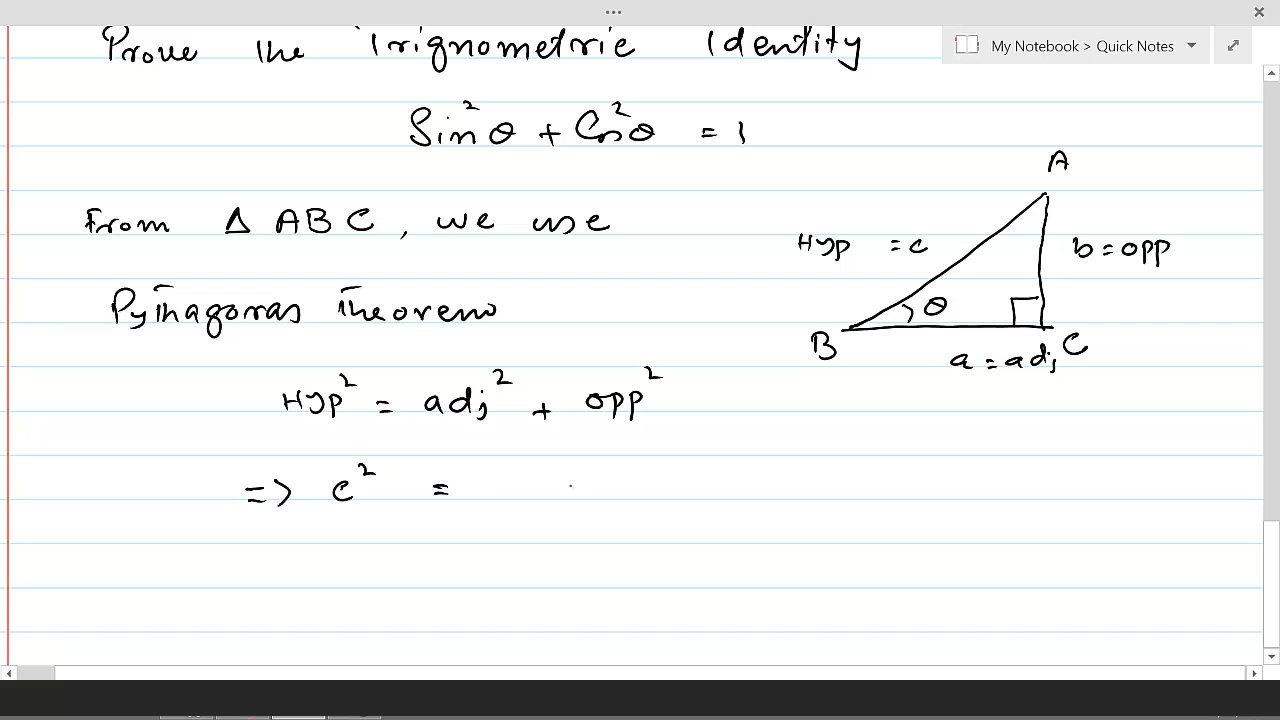 My Notebook > Quick Notes
Prove the Trignometric Identity
Sin²θ + Cos²θ = 1
From Δ ABC, we use
Pythagoras Theorem
Hyp² = adj² + opp²
=> c² =
A
Hyp = c
b = opp
θ
B
C
a = adj